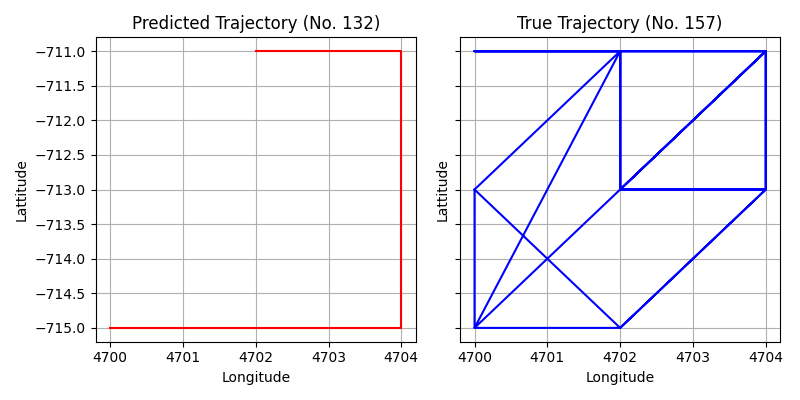 Predicted Trajectory (No. 132)
−711.0
−711.5
−712.0
−712.5
−713.0
−713.5
−714.0
−714.5
−715.0
Lattitude
4700 4701 4702 4703 4704
Longitude
True Trajectory (No. 157)
Lattitude
4700 4701 4702 4703 4704
Longitude